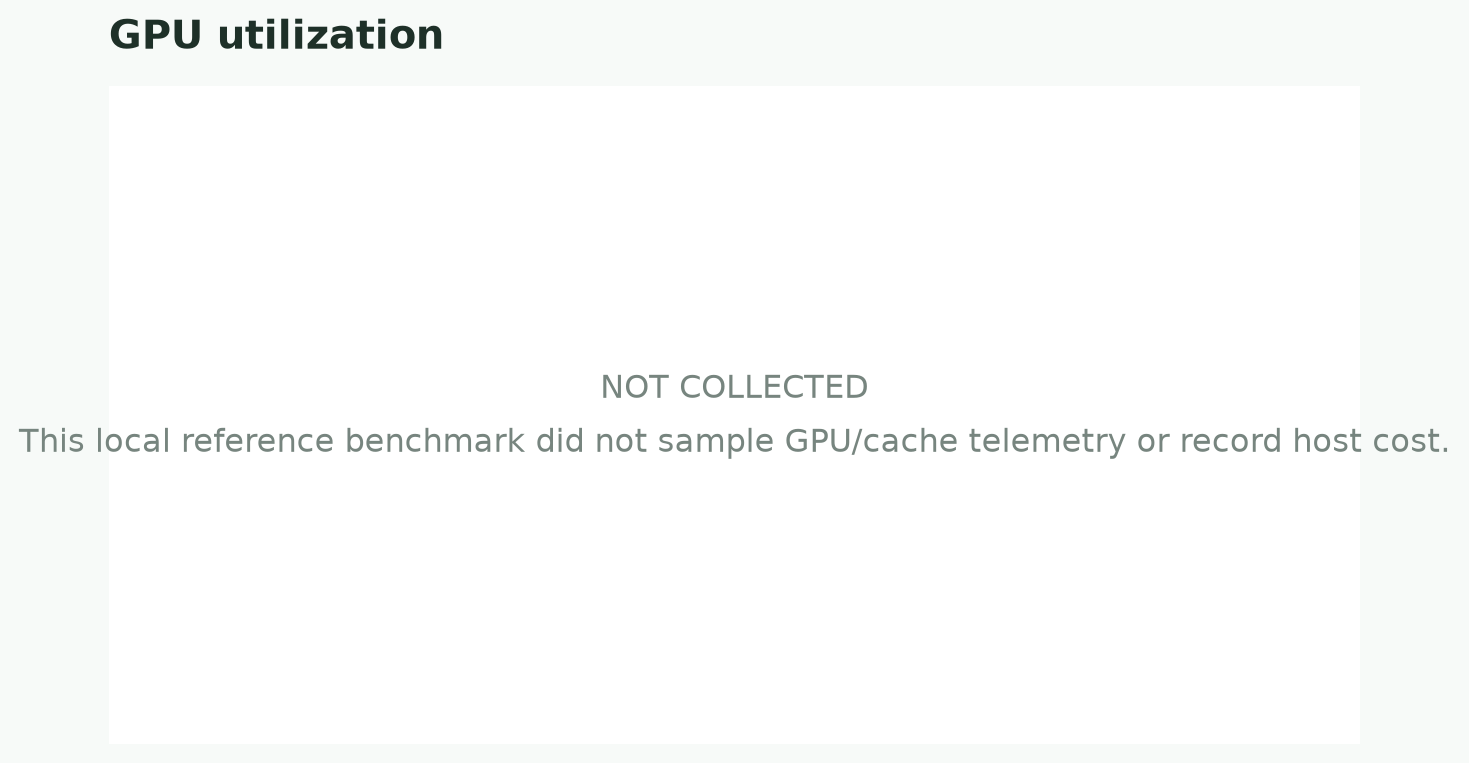 GPU utilization
NOT COLLECTED
This local reference benchmark did not sample GPU/cache telemetry or record host cost.